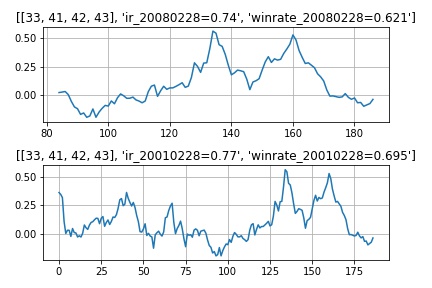 [[33, 41, 42, 43], 'ir_20080228=0.74', 'winrate_20080228=0.621']
0.50
0.25
0.00
80 100 120 140 160 180
[[33, 41, 42, 43], 'ir_20010228=0.77', 'winrate_20010228=0.695']
0.50
0.25
0.00
0 25 50 75 100 125 150 175